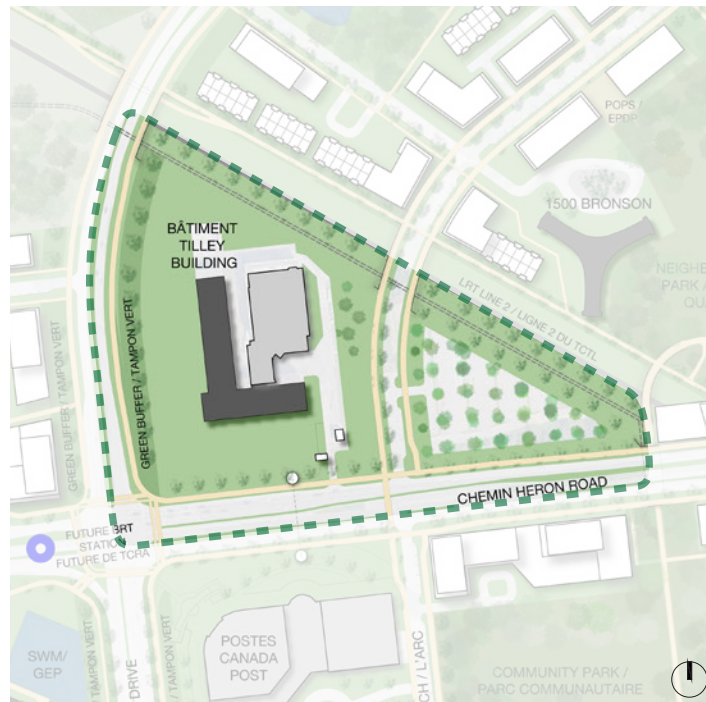 POPS /
EPDP
1500 BRONSON
BÂTIMENT
TILLEY
BUILDING
NEIGHB
PARK /
QU
LRT LINE 2 / LIGNE 2 DU TCTL
GREEN BUFFER / TAMPON VERT
GREEN BUFFER / TAMPON VERT
CHEMIN HERON ROAD
FUTURE BRT
STATION
FUTURE DE TCRA
SWM/
GEP
TAMPON VERT
DRIVE
/ TAMPON VERT
POSTES
CANADA
POST
CH / L'ARC
COMMUNITY PARK /
PARC COMMUNAUTAIRE